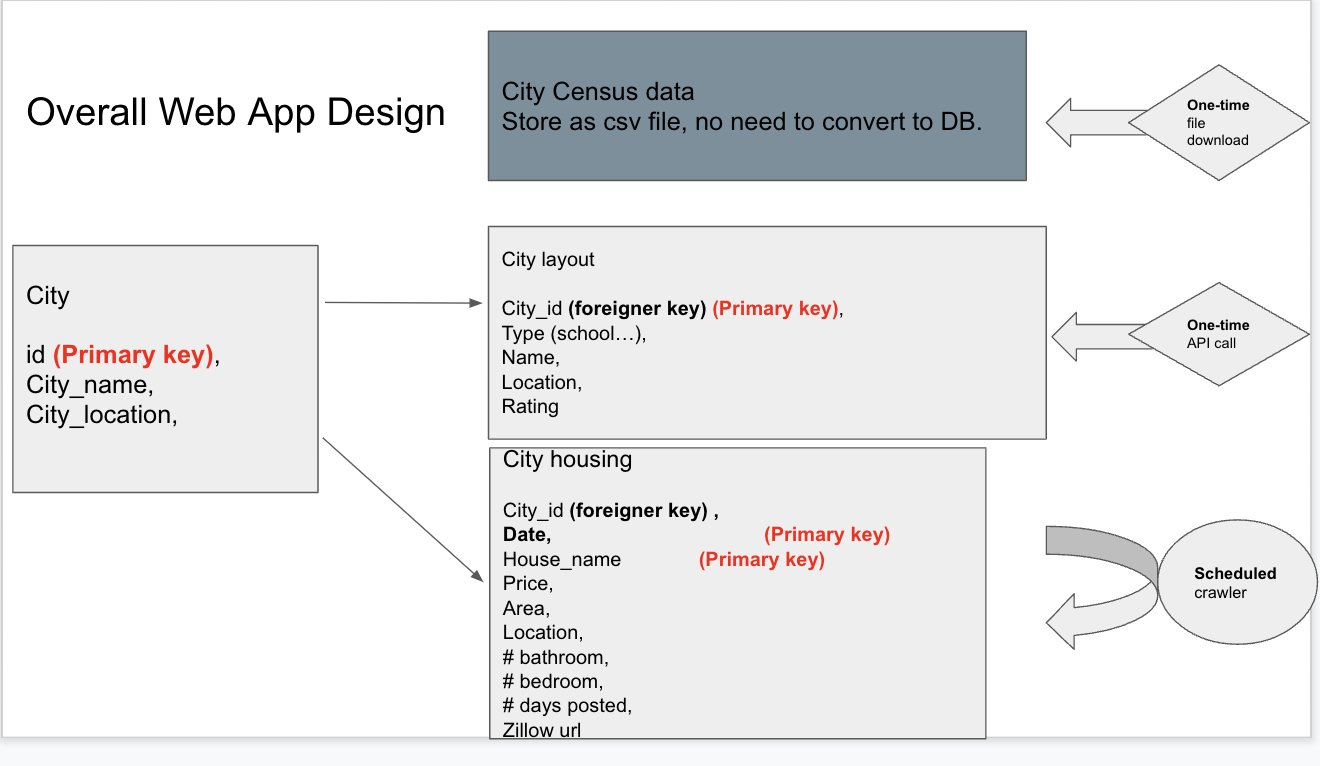 Overall Web App Design
City Census data
Store as csv file, no need to convert to DB.
One-time
file
download
City
id (Primary key),
City_name,
City_location,
City layout
City_id (foreigner key) (Primary key),
Type (school…),
Name,
Location,
Rating
One-time
API call
City housing
City_id (foreigner key) ,
Date, (Primary key)
House_name (Primary key)
Price,
Area,
Location,
# bathroom,
# bedroom,
# days posted,
Zillow url
Scheduled
crawler